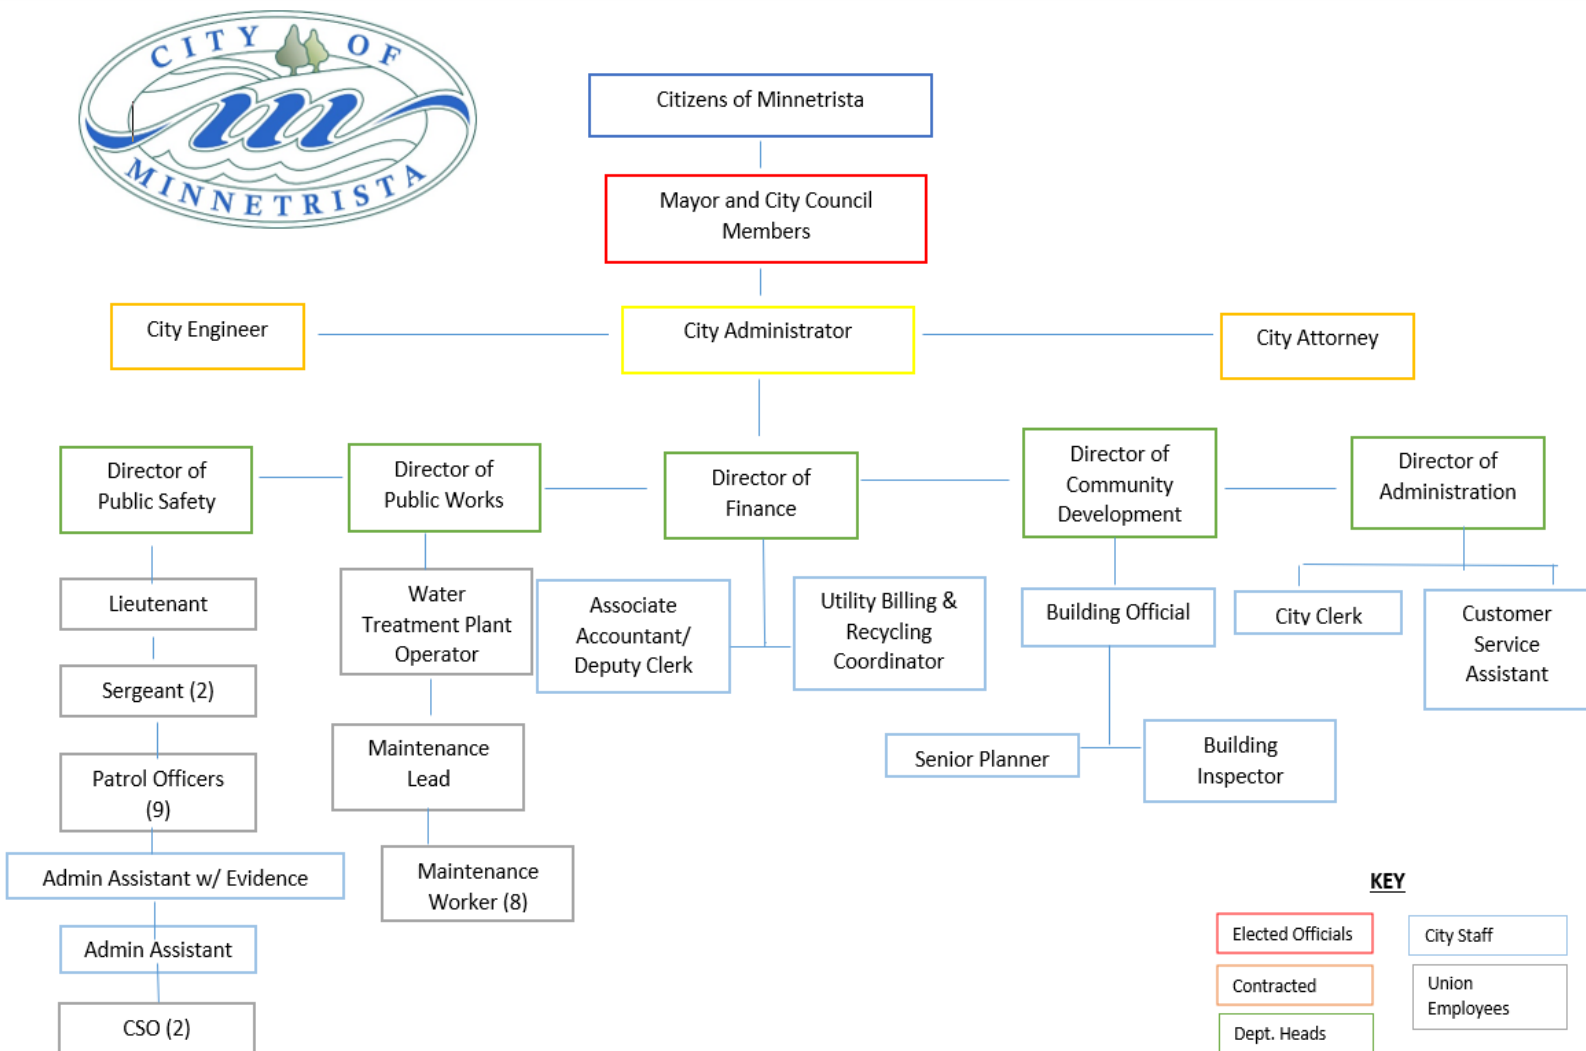 CITY OF
MINNETRISTA
Citizens of Minnetrista
Mayor and City Council
Members
City Engineer
City Administrator
City Attorney
Director of
Public Safety
Director of
Public Works
Director of
Finance
Director of
Community
Development
Director of
Administration
Lieutenant
Sergeant (2)
Patrol Officers
(9)
Admin Assistant w/ Evidence
Admin Assistant
CSO (2)
Water
Treatment Plant
Operator
Maintenance
Lead
Maintenance
Worker (8)
Associate
Accountant/
Deputy Clerk
Utility Billing &
Recycling
Coordinator
Building Official
Senior Planner
Building
Inspector
City Clerk
Customer
Service
Assistant
KEY
Elected Officials
City Staff
Contracted
Union
Employees
Dept. Heads